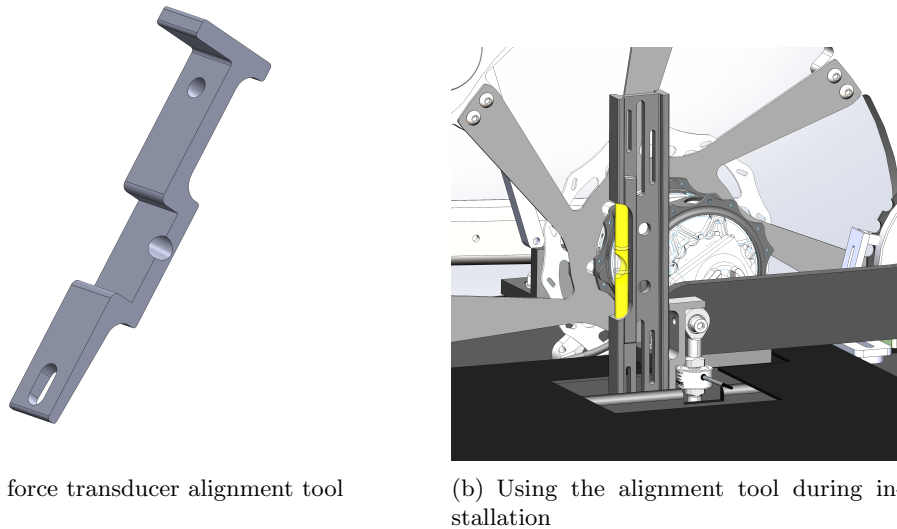 force transducer alignment tool
(b) Using the alignment tool during in-
stallation